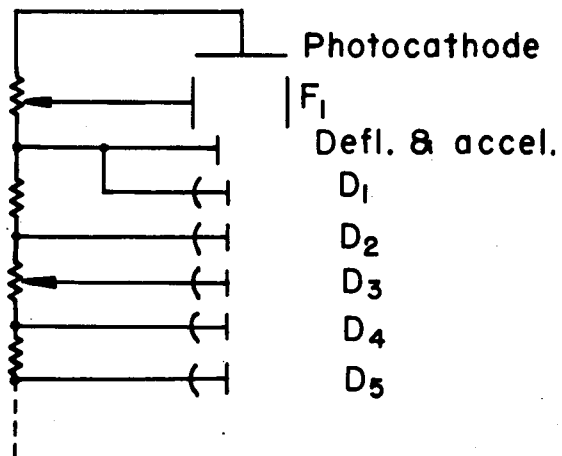 Photocathode
F₁
Defl. & accel.
D₁
D₂
D₃
D₄
D₅